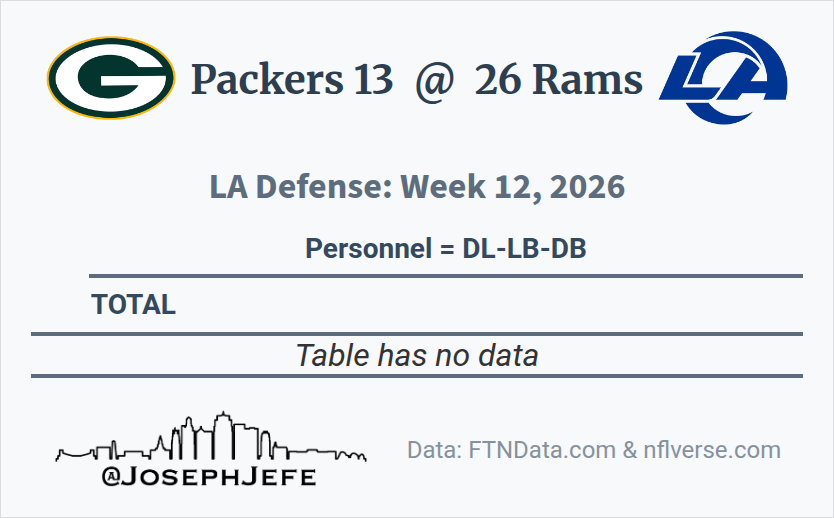 G Packers 13 @ 26 Rams LA
LA Defense: Week 12, 2026
Personnel = DL-LB-DB
TOTAL
Table has no data
@JOSEPHJEFE
Data: FTNData.com & nflverse.com